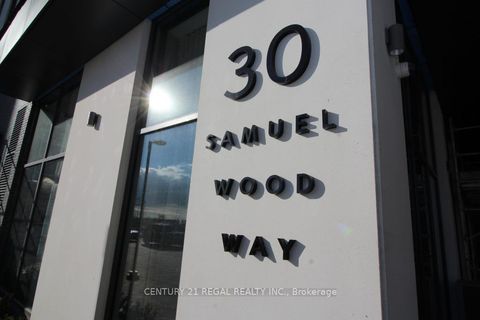 30
SAMUEL
WOOD
WAY
CENTURY 21 REGAL REALTY INC., Brokerage